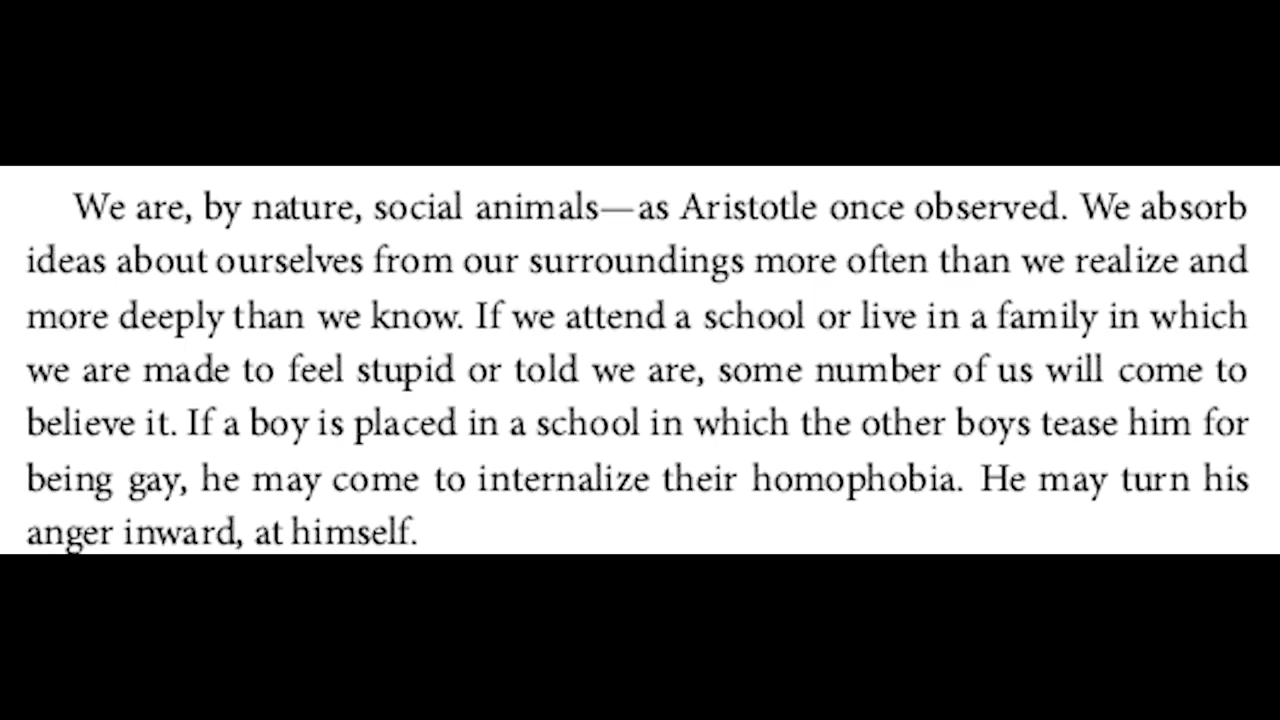 We are, by nature, social animals—as Aristotle once observed. We absorb
ideas about ourselves from our surroundings more often than we realize and
more deeply than we know. If we attend a school or live in a family in which
we are made to feel stupid or told we are, some number of us will come to
believe it. If a boy is placed in a school in which the other boys tease him for
being gay, he may come to internalize their homophobia. He may turn his
anger inward, at himself.